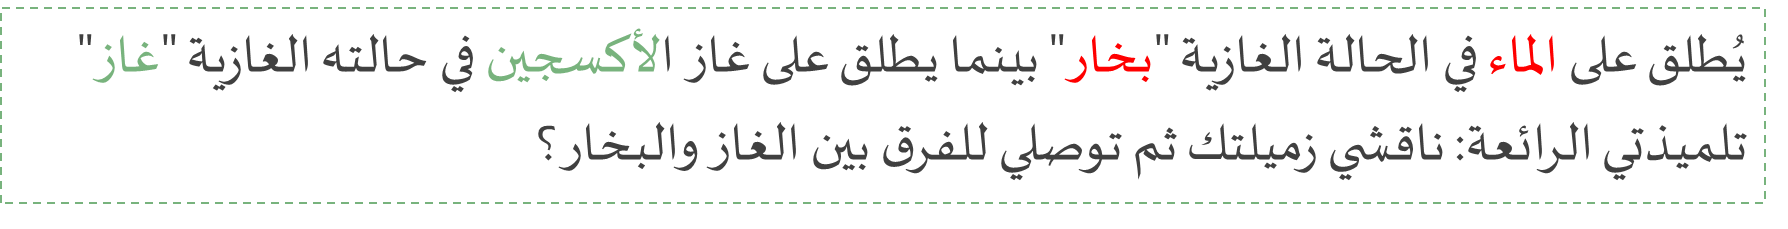 يُطلق على الماء في الحالة الغازية "بخار" بينما يطلق على غاز الأكسجين في حالته الغازية "غاز"
تلميذتي الرائعة: ناقشي زميلتك ثم توصلي للفرق بين الغاز والبخار؟